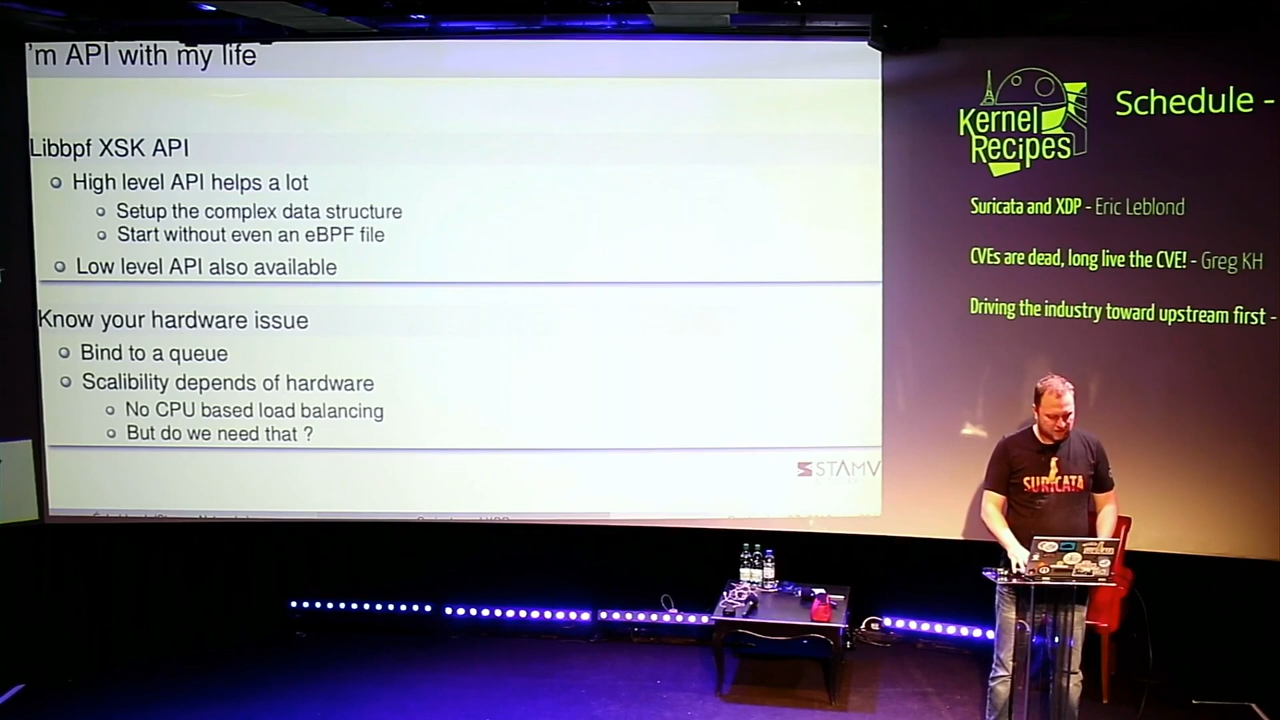 'm API with my life
Libbpf XSK API
High level API helps a lot
Setup the complex data structure
Start without even an eBPF file
Low level API also available
Know your hardware issue
Bind to a queue
Scalibility depends of hardware
No CPU based load balancing
But do we need that ?
STAMV
Kernel
Recipes
Schedule -
Suricata and XDP - Eric Leblond
CVEs are dead, long live the CVE! - Greg KH
Driving the industry toward upstream first -
SURICATA